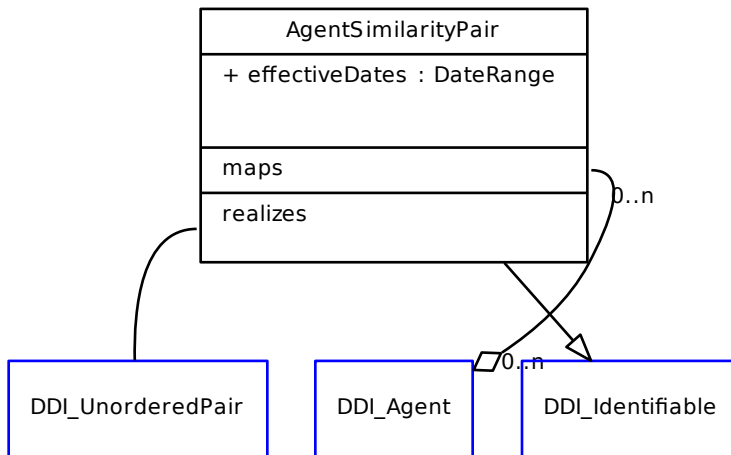 AgentSimilarityPair
+ effectiveDates : DateRange
maps
0..n
realizes
0..n
DDI_UnorderedPair
DDI_Agent
DDI_Identifiable